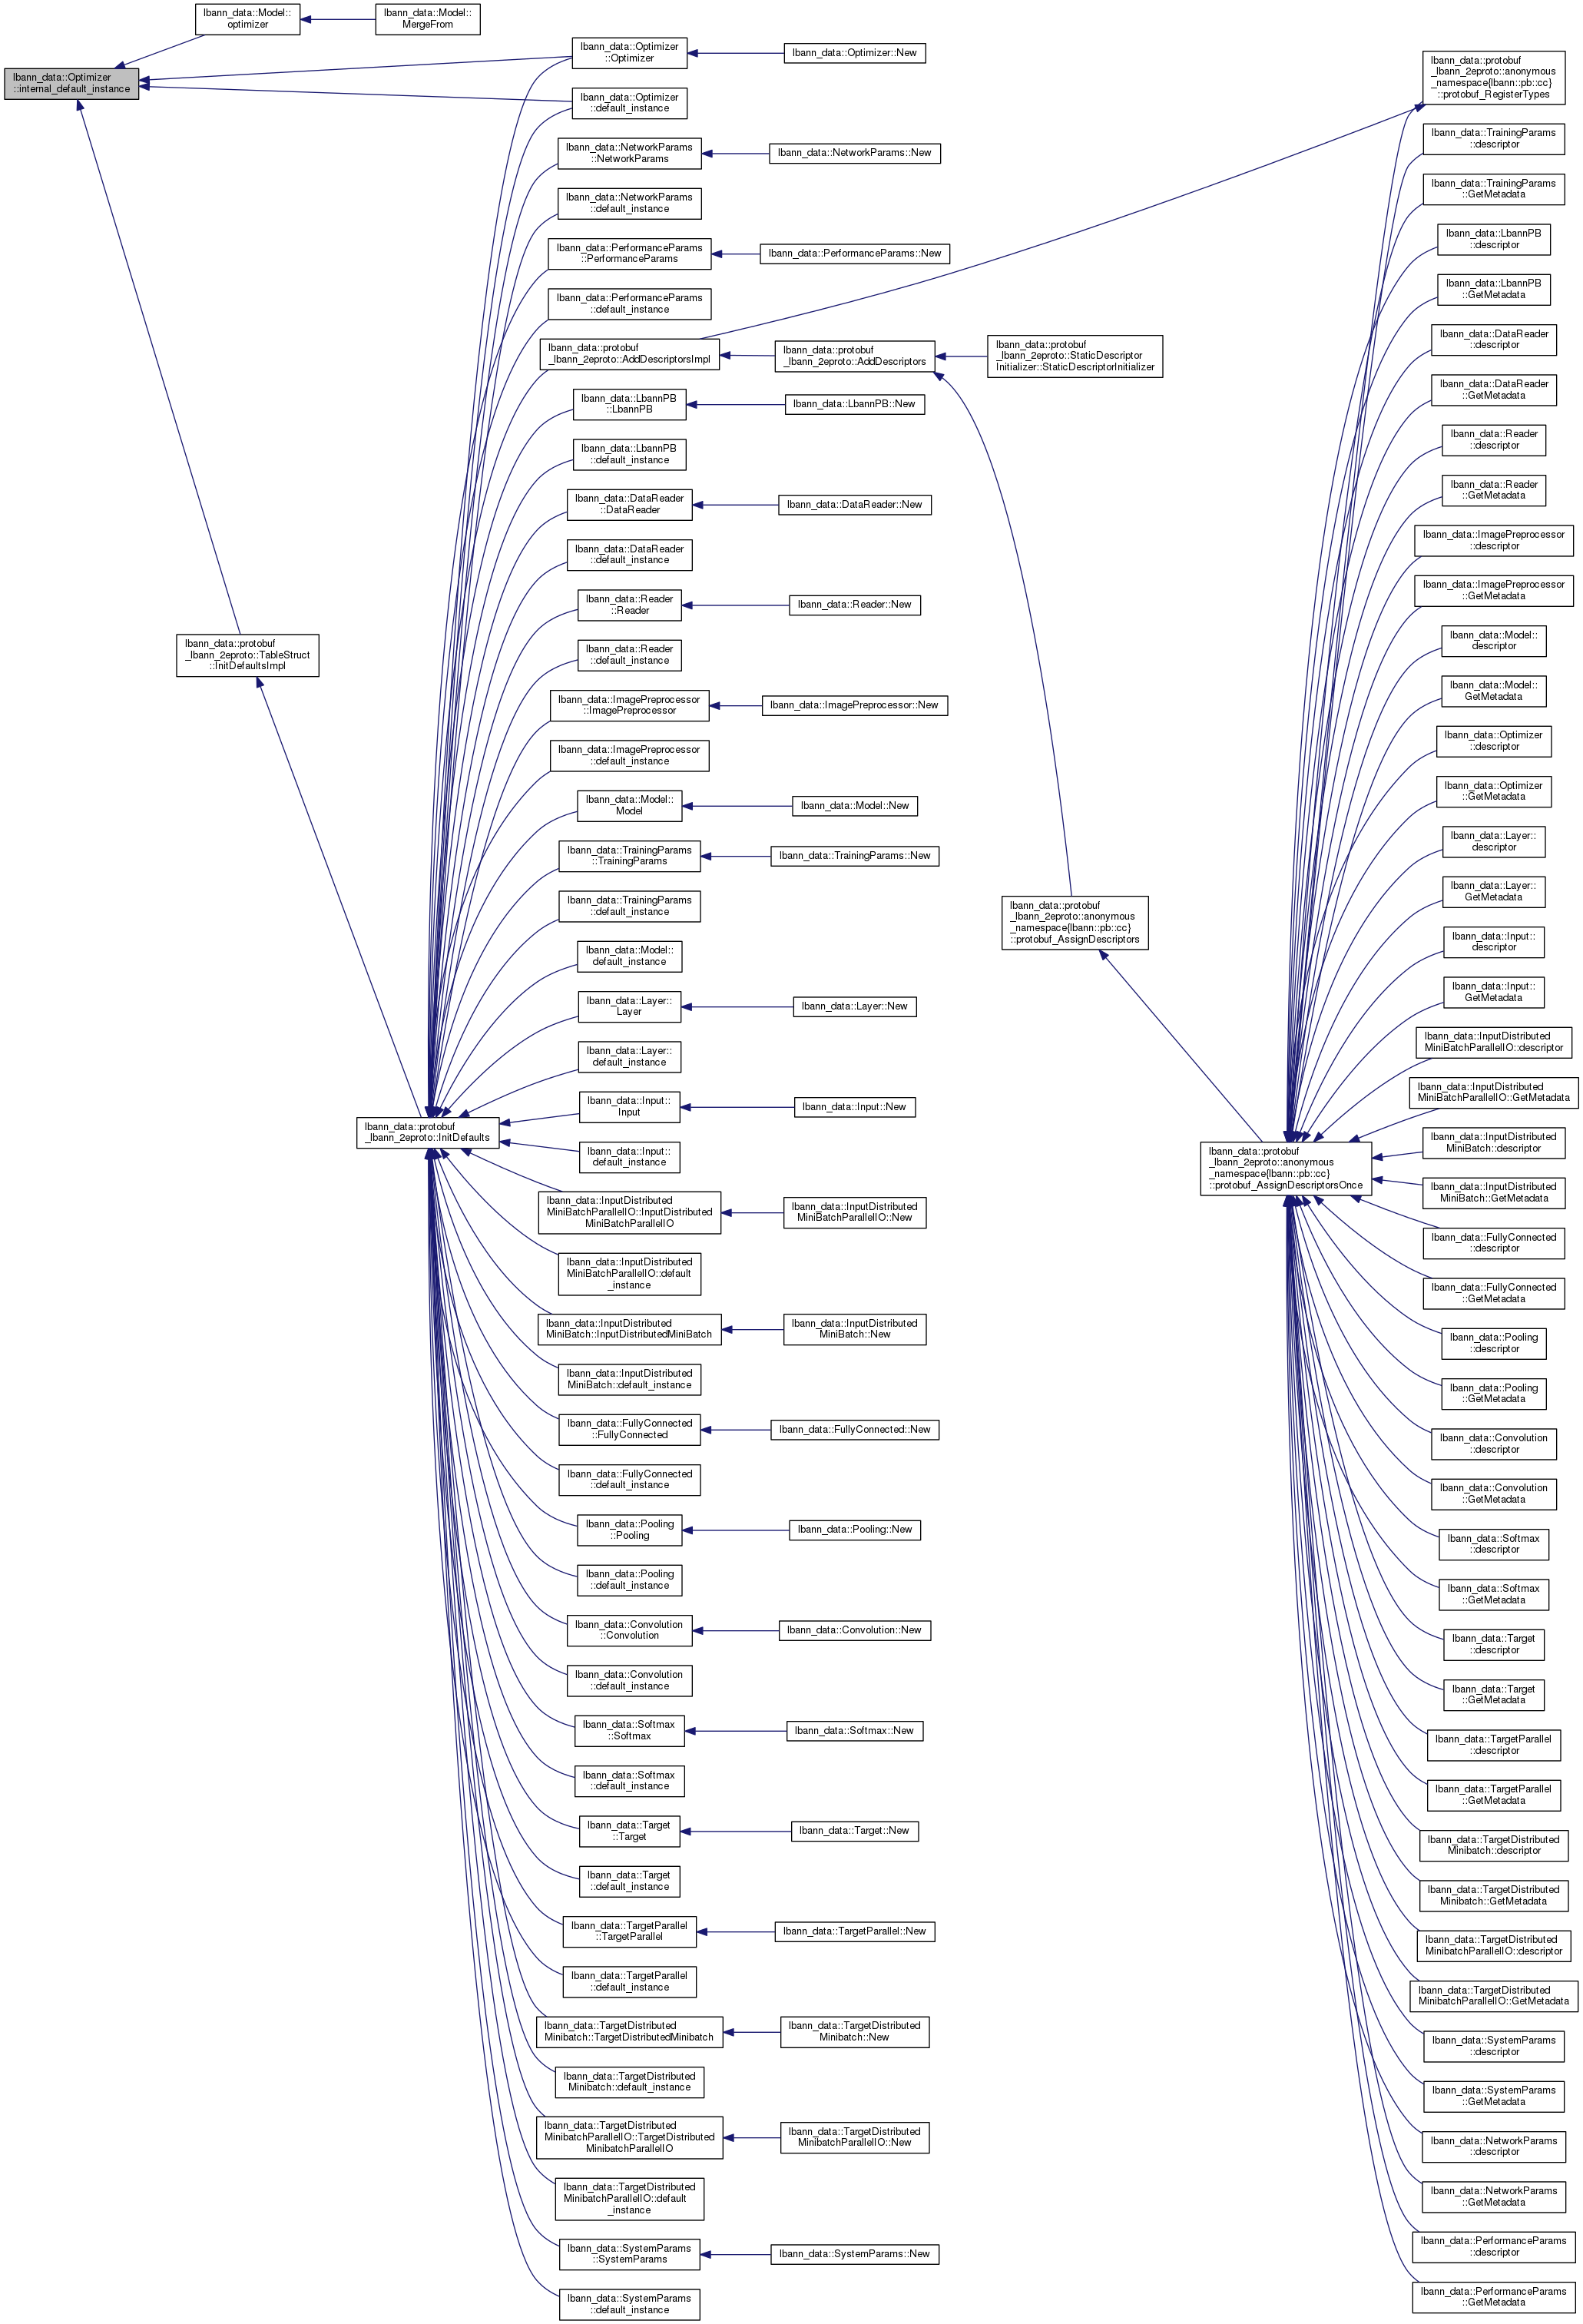 lbann_data::Model::
optimizer
lbann_data::Model::
MergeFrom
lbann_data::Optimizer
::internal_default_instance
lbann_data::protobuf
_lbann_2eproto::TableStruct
::InitDefaultsImpl
lbann_data::protobuf
_lbann_2eproto::InitDefaults
lbann_data::Optimizer
::Optimizer
lbann_data::Optimizer::New
lbann_data::Optimizer
::default_instance
lbann_data::NetworkParams
::NetworkParams
lbann_data::NetworkParams::New
lbann_data::NetworkParams
::default_instance
lbann_data::PerformanceParams
::PerformanceParams
lbann_data::PerformanceParams::New
lbann_data::PerformanceParams
::default_instance
lbann_data::protobuf
_lbann_2eproto::AddDescriptorsImpl
lbann_data::protobuf
_lbann_2eproto::AddDescriptors
lbann_data::protobuf
_lbann_2eproto::StaticDescriptor
Initializer::StaticDescriptorInitializer
lbann_data::LbannPB
::LbannPB
lbann_data::LbannPB::New
lbann_data::LbannPB
::default_instance
lbann_data::DataReader
::DataReader
lbann_data::DataReader::New
lbann_data::DataReader
::default_instance
lbann_data::Reader
::Reader
lbann_data::Reader::New
lbann_data::Reader
::default_instance
lbann_data::ImagePreprocessor
::ImagePreprocessor
lbann_data::ImagePreprocessor::New
lbann_data::ImagePreprocessor
::default_instance
lbann_data::Model::
Model
lbann_data::Model::New
lbann_data::TrainingParams
::TrainingParams
lbann_data::TrainingParams::New
lbann_data::TrainingParams
::default_instance
lbann_data::Model::
default_instance
lbann_data::Layer::
Layer
lbann_data::Layer::New
lbann_data::Layer::
default_instance
lbann_data::Input::
Input
lbann_data::Input::New
lbann_data::Input::
default_instance
lbann_data::InputDistributed
MiniBatchParallelIO::InputDistributed
MiniBatchParallelIO
lbann_data::InputDistributed
MiniBatchParallelIO::New
lbann_data::InputDistributed
MiniBatchParallelIO::default
_instance
lbann_data::InputDistributed
MiniBatch::InputDistributedMiniBatch
lbann_data::InputDistributed
MiniBatch::New
lbann_data::InputDistributed
MiniBatch::default_instance
lbann_data::FullyConnected
::FullyConnected
lbann_data::FullyConnected::New
lbann_data::FullyConnected
::default_instance
lbann_data::Pooling
::Pooling
lbann_data::Pooling::New
lbann_data::Pooling
::default_instance
lbann_data::Convolution
::Convolution
lbann_data::Convolution::New
lbann_data::Convolution
::default_instance
lbann_data::Softmax
::Softmax
lbann_data::Softmax::New
lbann_data::Softmax
::default_instance
lbann_data::Target
::Target
lbann_data::Target::New
lbann_data::Target
::default_instance
lbann_data::TargetParallel
::TargetParallel
lbann_data::TargetParallel::New
lbann_data::TargetParallel
::default_instance
lbann_data::TargetDistributed
Minibatch::TargetDistributedMinibatch
lbann_data::TargetDistributed
Minibatch::New
lbann_data::TargetDistributed
Minibatch::default_instance
lbann_data::TargetDistributed
MinibatchParallelIO::TargetDistributed
MinibatchParallelIO
lbann_data::TargetDistributed
MinibatchParallelIO::New
lbann_data::TargetDistributed
MinibatchParallelIO::default
_instance
lbann_data::SystemParams
::SystemParams
lbann_data::SystemParams::New
lbann_data::SystemParams
::default_instance
lbann_data::protobuf
_lbann_2eproto::anonymous
_namespace{lbann::pb::cc}
::protobuf_AssignDescriptors
lbann_data::protobuf
_lbann_2eproto::anonymous
_namespace{lbann::pb::cc}
::protobuf_AssignDescriptorsOnce
lbann_data::protobuf
_lbann_2eproto::anonymous
_namespace{lbann::pb::cc}
::protobuf_RegisterTypes
lbann_data::TrainingParams
::descriptor
lbann_data::TrainingParams
::GetMetadata
lbann_data::LbannPB
::descriptor
lbann_data::LbannPB
::GetMetadata
lbann_data::DataReader
::descriptor
lbann_data::DataReader
::GetMetadata
lbann_data::Reader
::descriptor
lbann_data::Reader
::GetMetadata
lbann_data::ImagePreprocessor
::descriptor
lbann_data::ImagePreprocessor
::GetMetadata
lbann_data::Model::
descriptor
lbann_data::Model::
GetMetadata
lbann_data::Optimizer
::descriptor
lbann_data::Optimizer
::GetMetadata
lbann_data::Layer::
descriptor
lbann_data::Layer::
GetMetadata
lbann_data::Input::
descriptor
lbann_data::Input::
GetMetadata
lbann_data::InputDistributed
MiniBatchParallelIO::descriptor
lbann_data::InputDistributed
MiniBatchParallelIO::GetMetadata
lbann_data::InputDistributed
MiniBatch::descriptor
lbann_data::InputDistributed
MiniBatch::GetMetadata
lbann_data::FullyConnected
::descriptor
lbann_data::FullyConnected
::GetMetadata
lbann_data::Pooling
::descriptor
lbann_data::Pooling
::GetMetadata
lbann_data::Convolution
::descriptor
lbann_data::Convolution
::GetMetadata
lbann_data::Softmax
::descriptor
lbann_data::Softmax
::GetMetadata
lbann_data::Target
::descriptor
lbann_data::Target
::GetMetadata
lbann_data::TargetParallel
::descriptor
lbann_data::TargetParallel
::GetMetadata
lbann_data::TargetDistributed
Minibatch::descriptor
lbann_data::TargetDistributed
Minibatch::GetMetadata
lbann_data::TargetDistributed
MinibatchParallelIO::descriptor
lbann_data::TargetDistributed
MinibatchParallelIO::GetMetadata
lbann_data::SystemParams
::descriptor
lbann_data::SystemParams
::GetMetadata
lbann_data::NetworkParams
::descriptor
lbann_data::NetworkParams
::GetMetadata
lbann_data::PerformanceParams
::descriptor
lbann_data::PerformanceParams
::GetMetadata